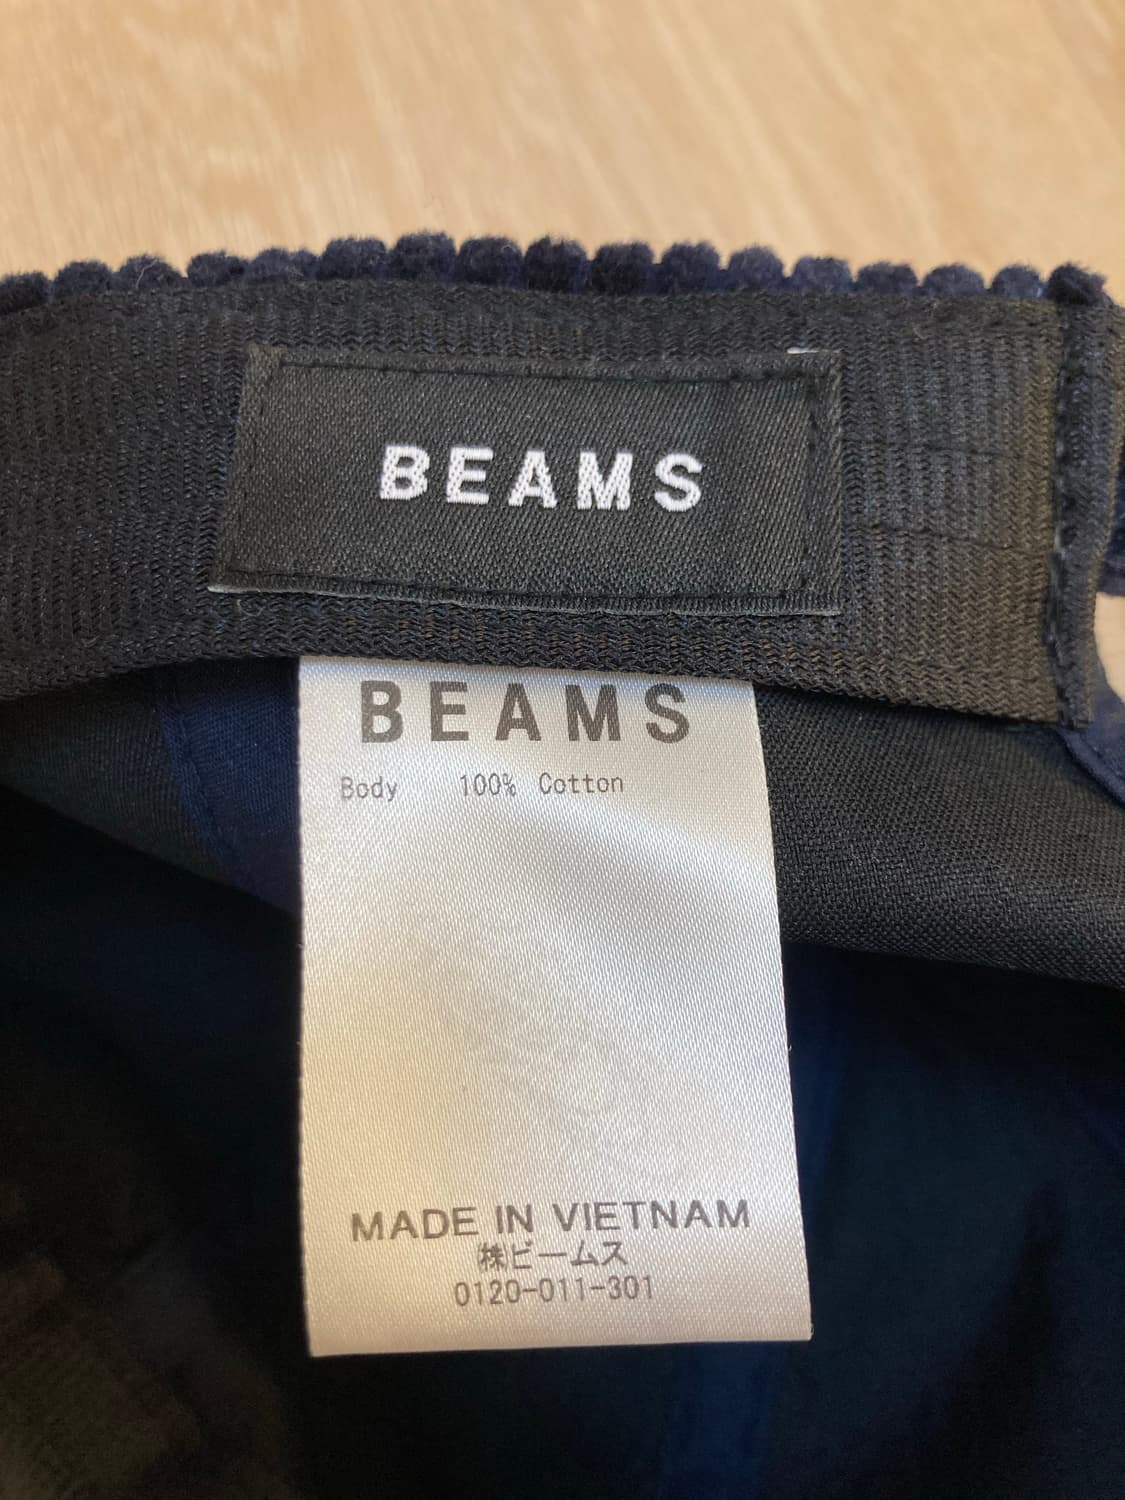 BEAMS
BEAMS
Body 100% Cotton
MADE IN VIETNAM
㈱ビームス
0120-011-301